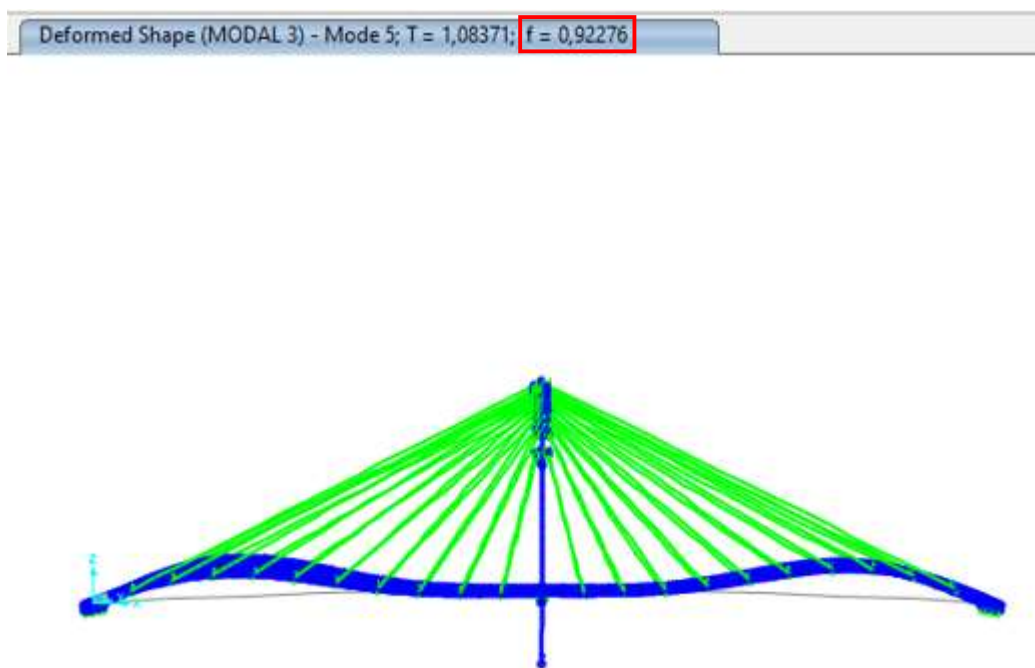 Deformed Shape (MODAL 3) - Mode 5; T = 1,08371; f = 0,92276